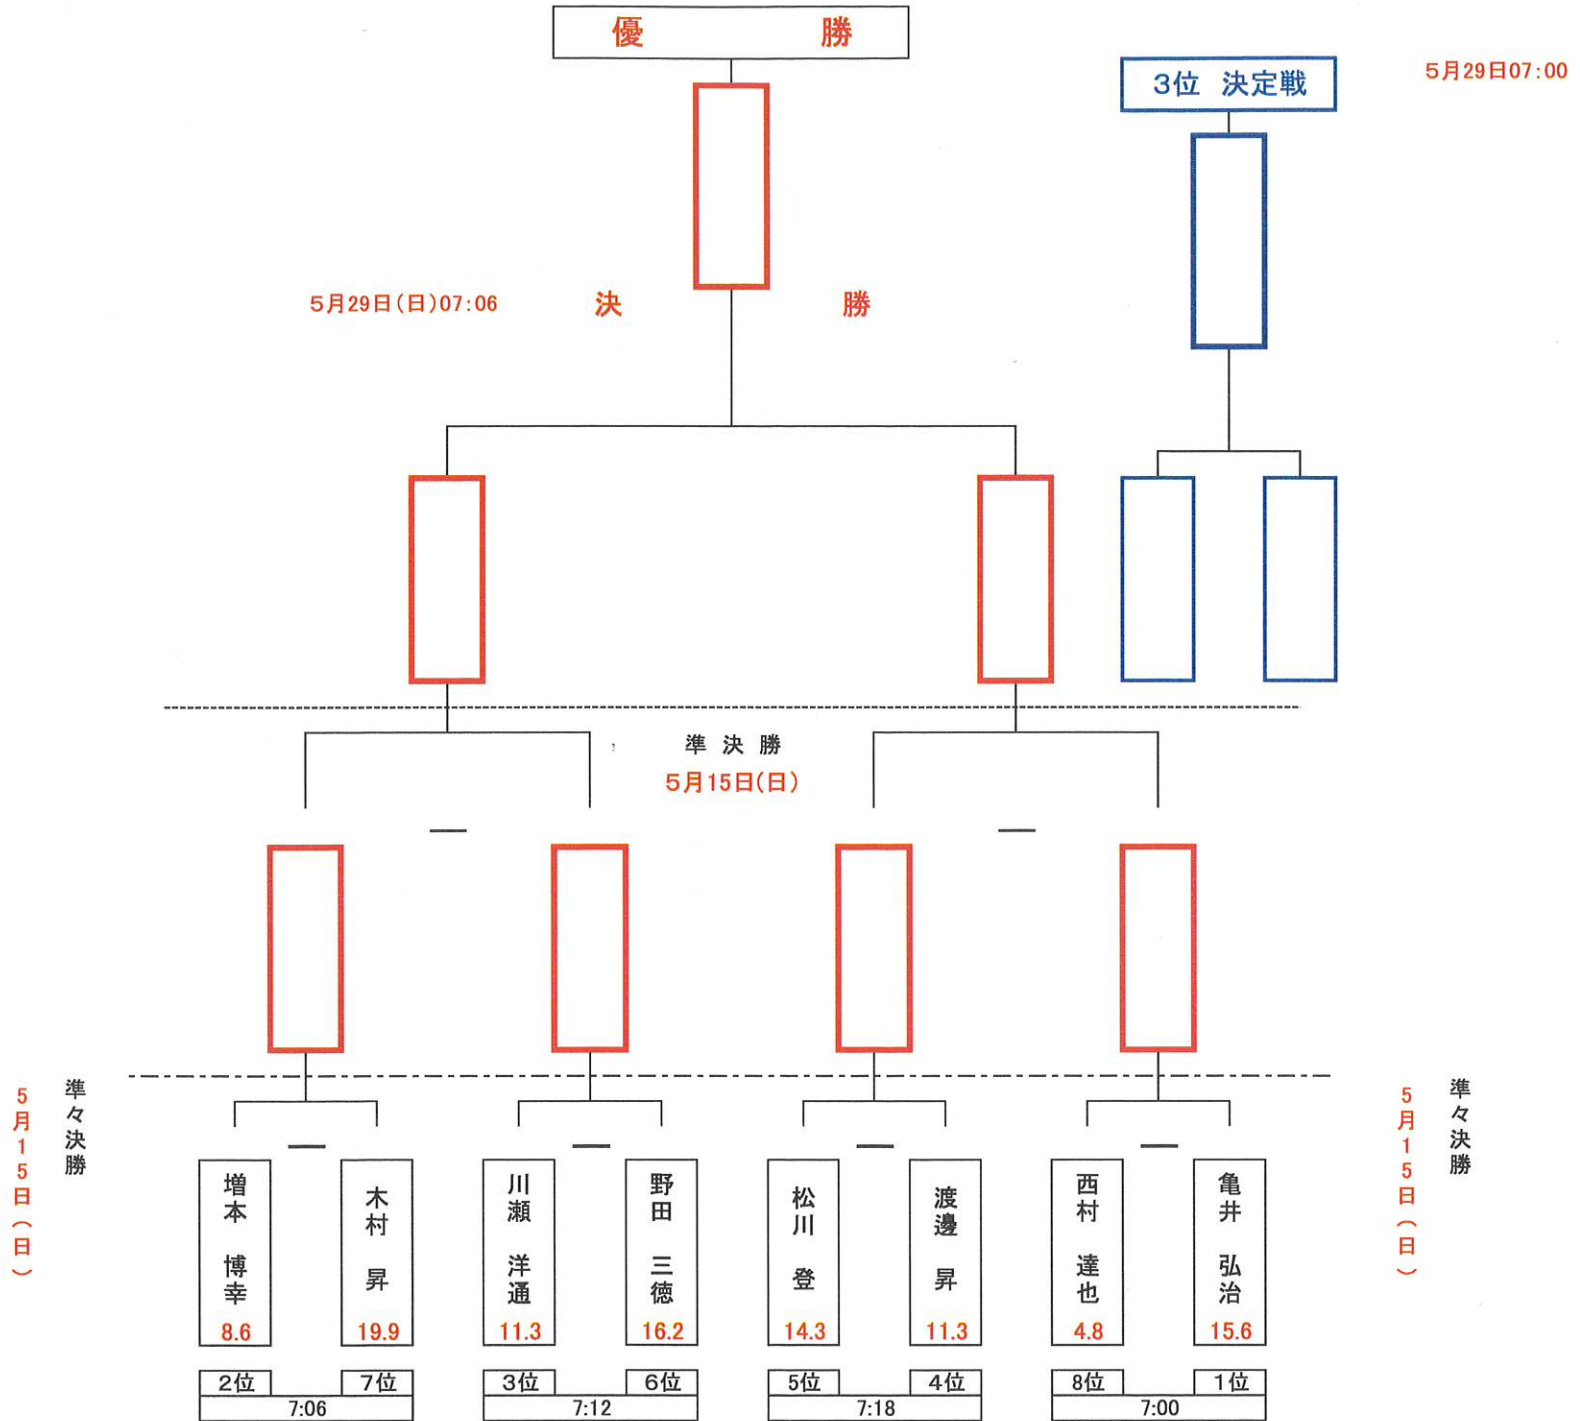 優 勝
3位 決定戦
5月29日07:00
5月29日(日)07:06
決 勝
準 決 勝
5月15日(日)
5月15日(日)
準々決勝
5月15日(日)
準々決勝
増本 博幸
8.6
木村 昇
19.9
川瀬 洋通
11.3
野田 三徳
16.2
松川 登
14.3
渡邊 昇
11.3
西村 達也
4.8
亀井 弘治
15.6
2位 7位
7:06
3位 6位
7:12
5位 4位
7:18
8位 1位
7:00